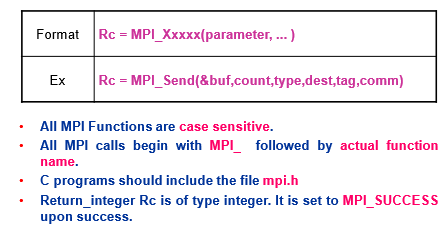 Format Rc = MPI_Xxxxx(parameter, ... )
Ex Rc = MPI_Send(&buf,count,type,dest,tag,comm)
• All MPI Functions are case sensitive.
• All MPI calls begin with MPI_ followed by actual function
name.
• C programs should include the file mpi.h
• Return_integer Rc is of type integer. It is set to MPI_SUCCESS
upon success.